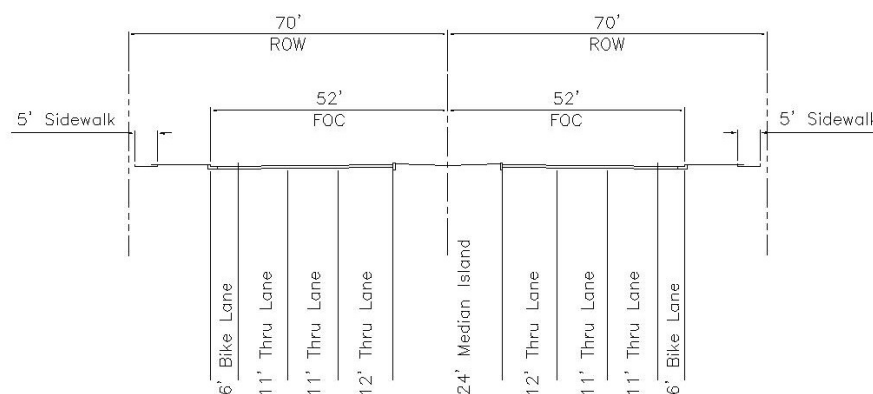 70'
ROW
70'
ROW
52'
FOC
52'
FOC
5' Sidewalk
5' Sidewalk
6' Bike Lane
11' Thru Lane
11' Thru Lane
12' Thru Lane
24' Median Island
12' Thru Lane
11' Thru Lane
11' Thru Lane
6' Bike Lane